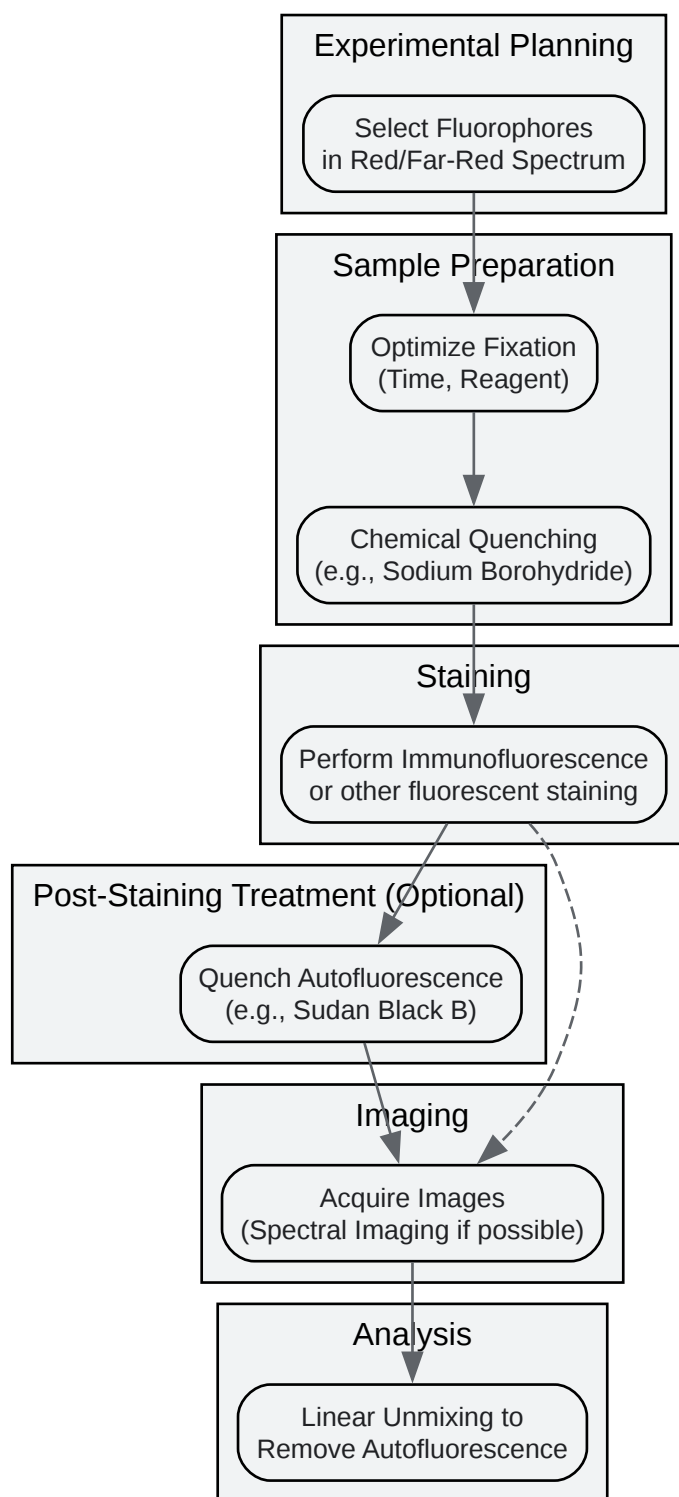 Experimental Planning
Select Fluorophores
in Red/Far-Red Spectrum
Sample Preparation
Optimize Fixation
(Time, Reagent)
Chemical Quenching
(e.g., Sodium Borohydride)
Staining
Perform Immunofluorescence
or other fluorescent staining
Post-Staining Treatment (Optional)
Quench Autofluorescence
(e.g., Sudan Black B)
Imaging
Acquire Images
(Spectral Imaging if possible)
Analysis
Linear Unmixing to
Remove Autofluorescence